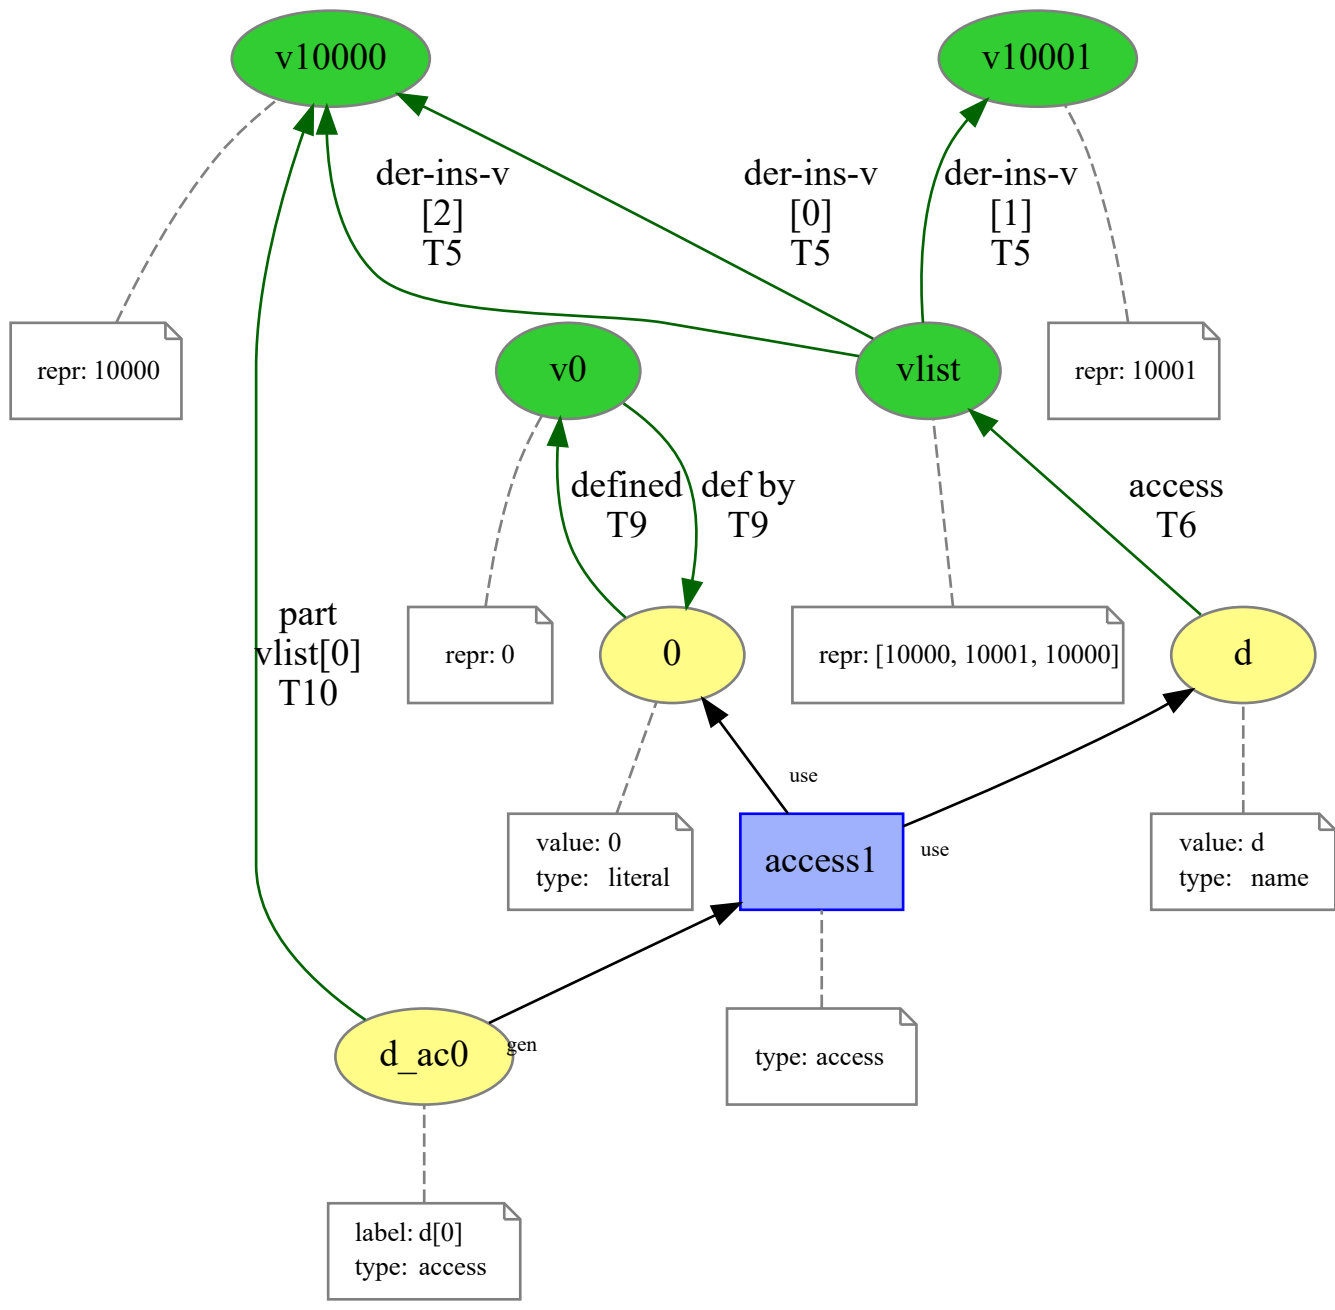 v10000
v10001
der-ins-v
[2]
T5
der-ins-v
[0]
T5
der-ins-v
[1]
T5
repr: 10000
v0
vlist
repr: 10001
defined
T9
def by
T9
access
T6
part
vlist[0]
T10
repr: 0
0
repr: [10000, 10001, 10000]
d
use
value: 0
type: literal
access1
use
value: d
type: name
d_ac0
gen
type: access
label: d[0]
type: access